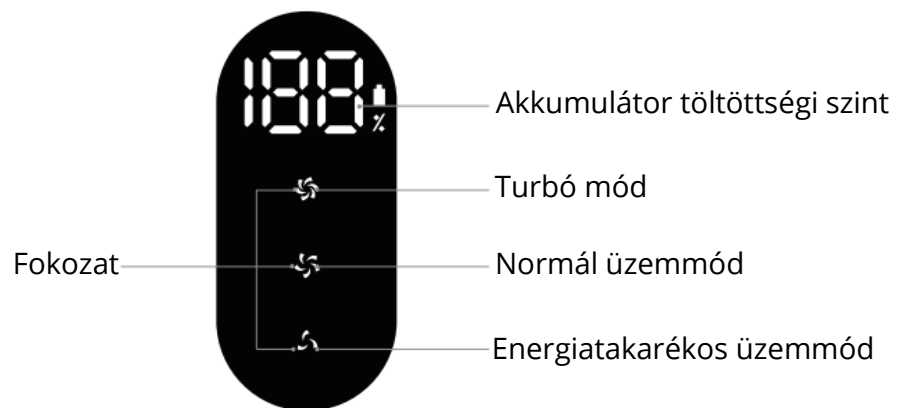 188
%
Akkumulátor töltöttségi szint
Turbó mód
Fokozat
Normál üzemmód
Energiatakarékos üzemmód